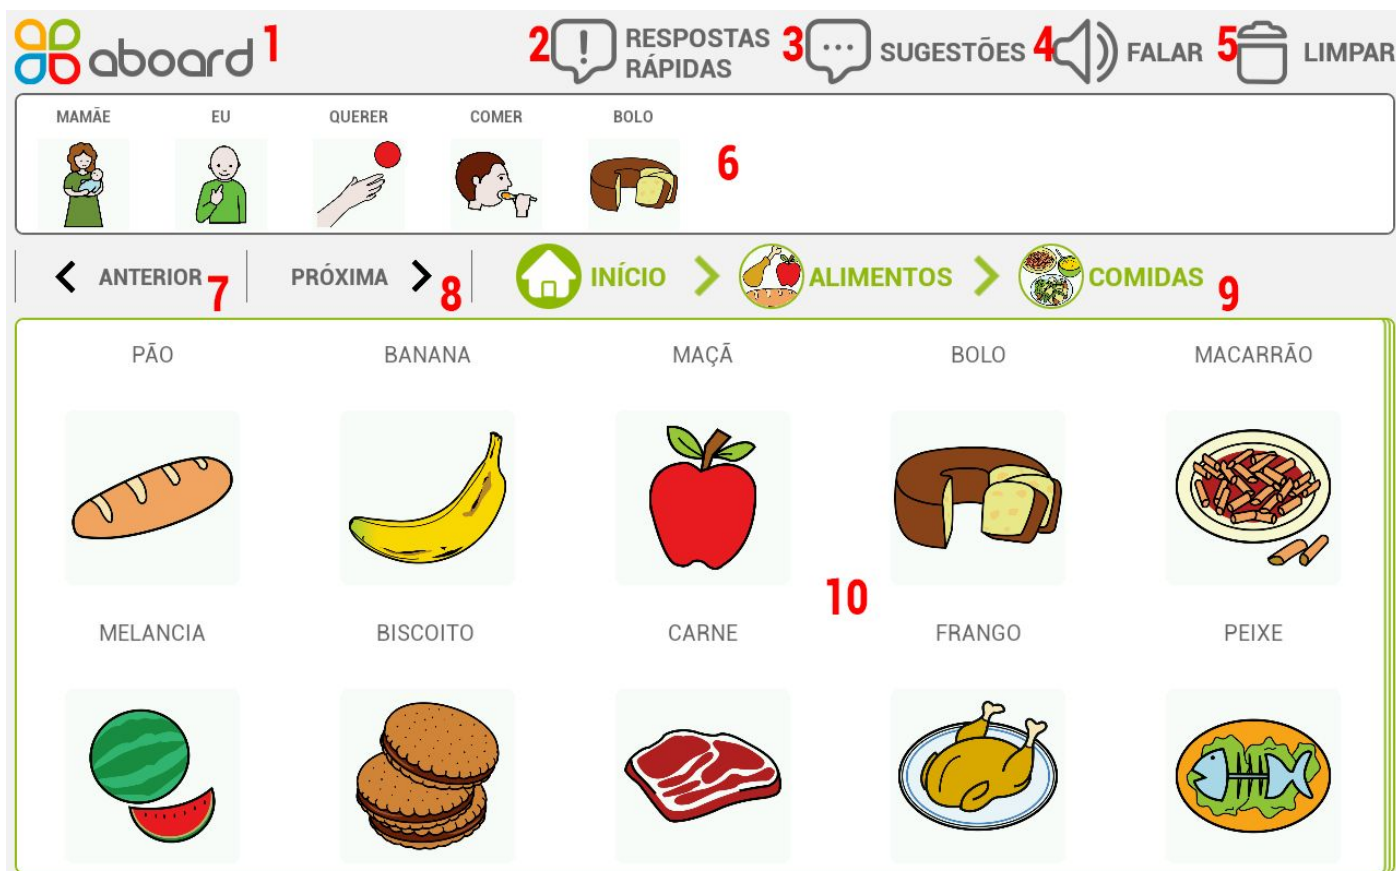 aboard 1
2 RESPOSTAS
RÁPIDAS
3 SUGESTÕES
4 FALAR
5 LIMPAR
MAMÃE EU QUERER COMER BOLO
6
ANTERIOR 7
PRÓXIMA 8
INÍCIO ALIMENTOS COMIDAS 9
PÃO BANANA MAÇÃ BOLO MACARRÃO
10
MELANCIA BISCOITO CARNE FRANGO PEIXE